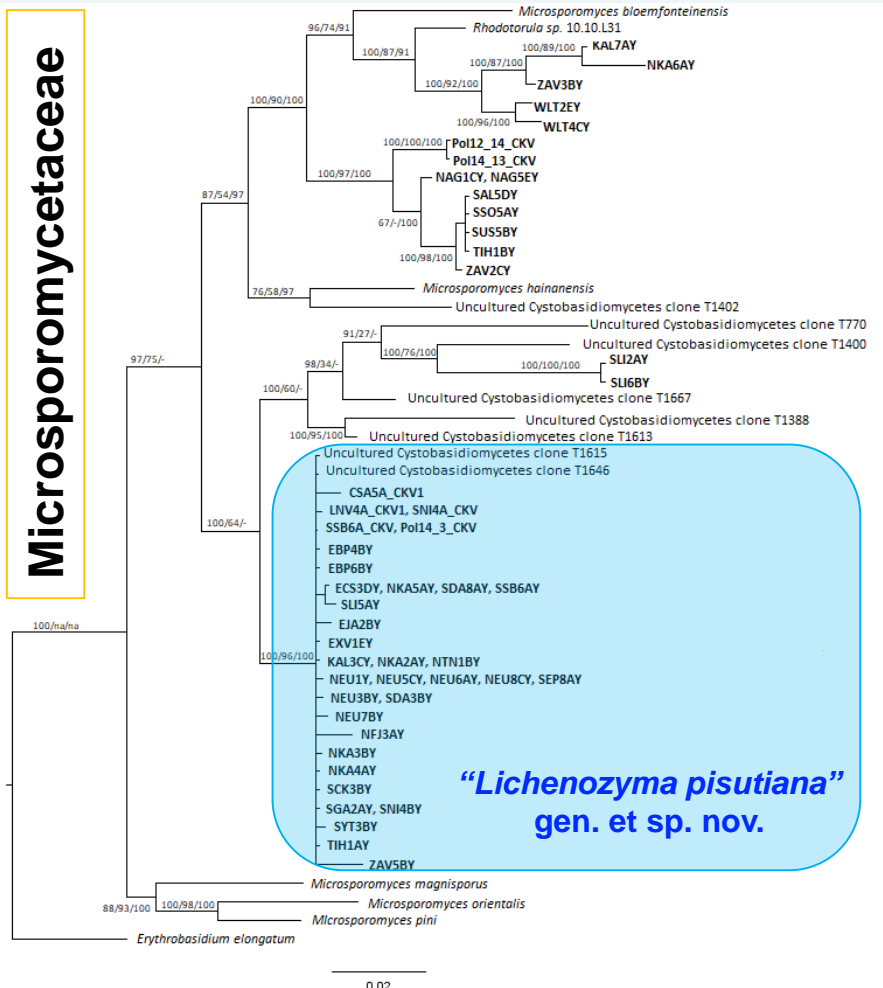 Microsporomycetaceae
Microsporomyces bloemfonteinensis
96/74/91
Rhodotorula sp. 10.10.L31
100/89/100
KAL7AY
100/87/91
100/87/100
NKA6AY
100/92/100
ZAV3BY
100/90/100
WLT2EY
100/96/100
WLT4CY
100/100/100
Pol12_14_CKV
Pol14_13_CKV
100/97/100
NAG1CY, NAG5EY
SAL5DY
87/54/97
SSO5AY
67/-/100
SUS5BY
TIH1BY
100/98/100
ZAV2CY
76/58/97
Microsporomyces hainanensis
Uncultured Cystobasidiomycetes clone T1402
Uncultured Cystobasidiomycetes clone T770
91/27/-
Uncultured Cystobasidiomycetes clone T1400
100/76/100
97/75/-
98/34/-
100/100/100
SLI2AY
SLI6BY
100/60/-
Uncultured Cystobasidiomycetes clone T1667
Uncultured Cystobasidiomycetes clone T1388
100/95/100
Uncultured Cystobasidiomycetes clone T1613
Uncultured Cystobasidiomycetes clone T1615
Uncultured Cystobasidiomycetes clone T1646
CSA5A_CKV1
LNV4A_CKV1, SNI4A_CKV
100/64/-
SSB6A_CKV, Pol14_3_CKV
EBP4BY
EBP6BY
ECS3DY, NKA5AY, SDA8AY, SSB6AY
SLI5AY
100/na/na
EJA2BY
EXV1EY
100/96/100
KAL3CY, NKA2AY, NTN1BY
NEU1Y, NEU5CY, NEU6AY, NEU8CY, SEP8AY
NEU3BY, SDA3BY
NEU7BY
NFJ3AY
NKA3BY
NKA4AY
SCK3BY
SGA2AY, SNI4BY
SYT3BY
TIH1AY
ZAV5BY
“Lichenozyma pisutiana”
gen. et sp. nov.
Microsporomyces magnisporus
88/93/100
100/98/100
Microsporomyces orientalis
MIcrosporomyces pini
Erythrobasidium elongatum
0.02